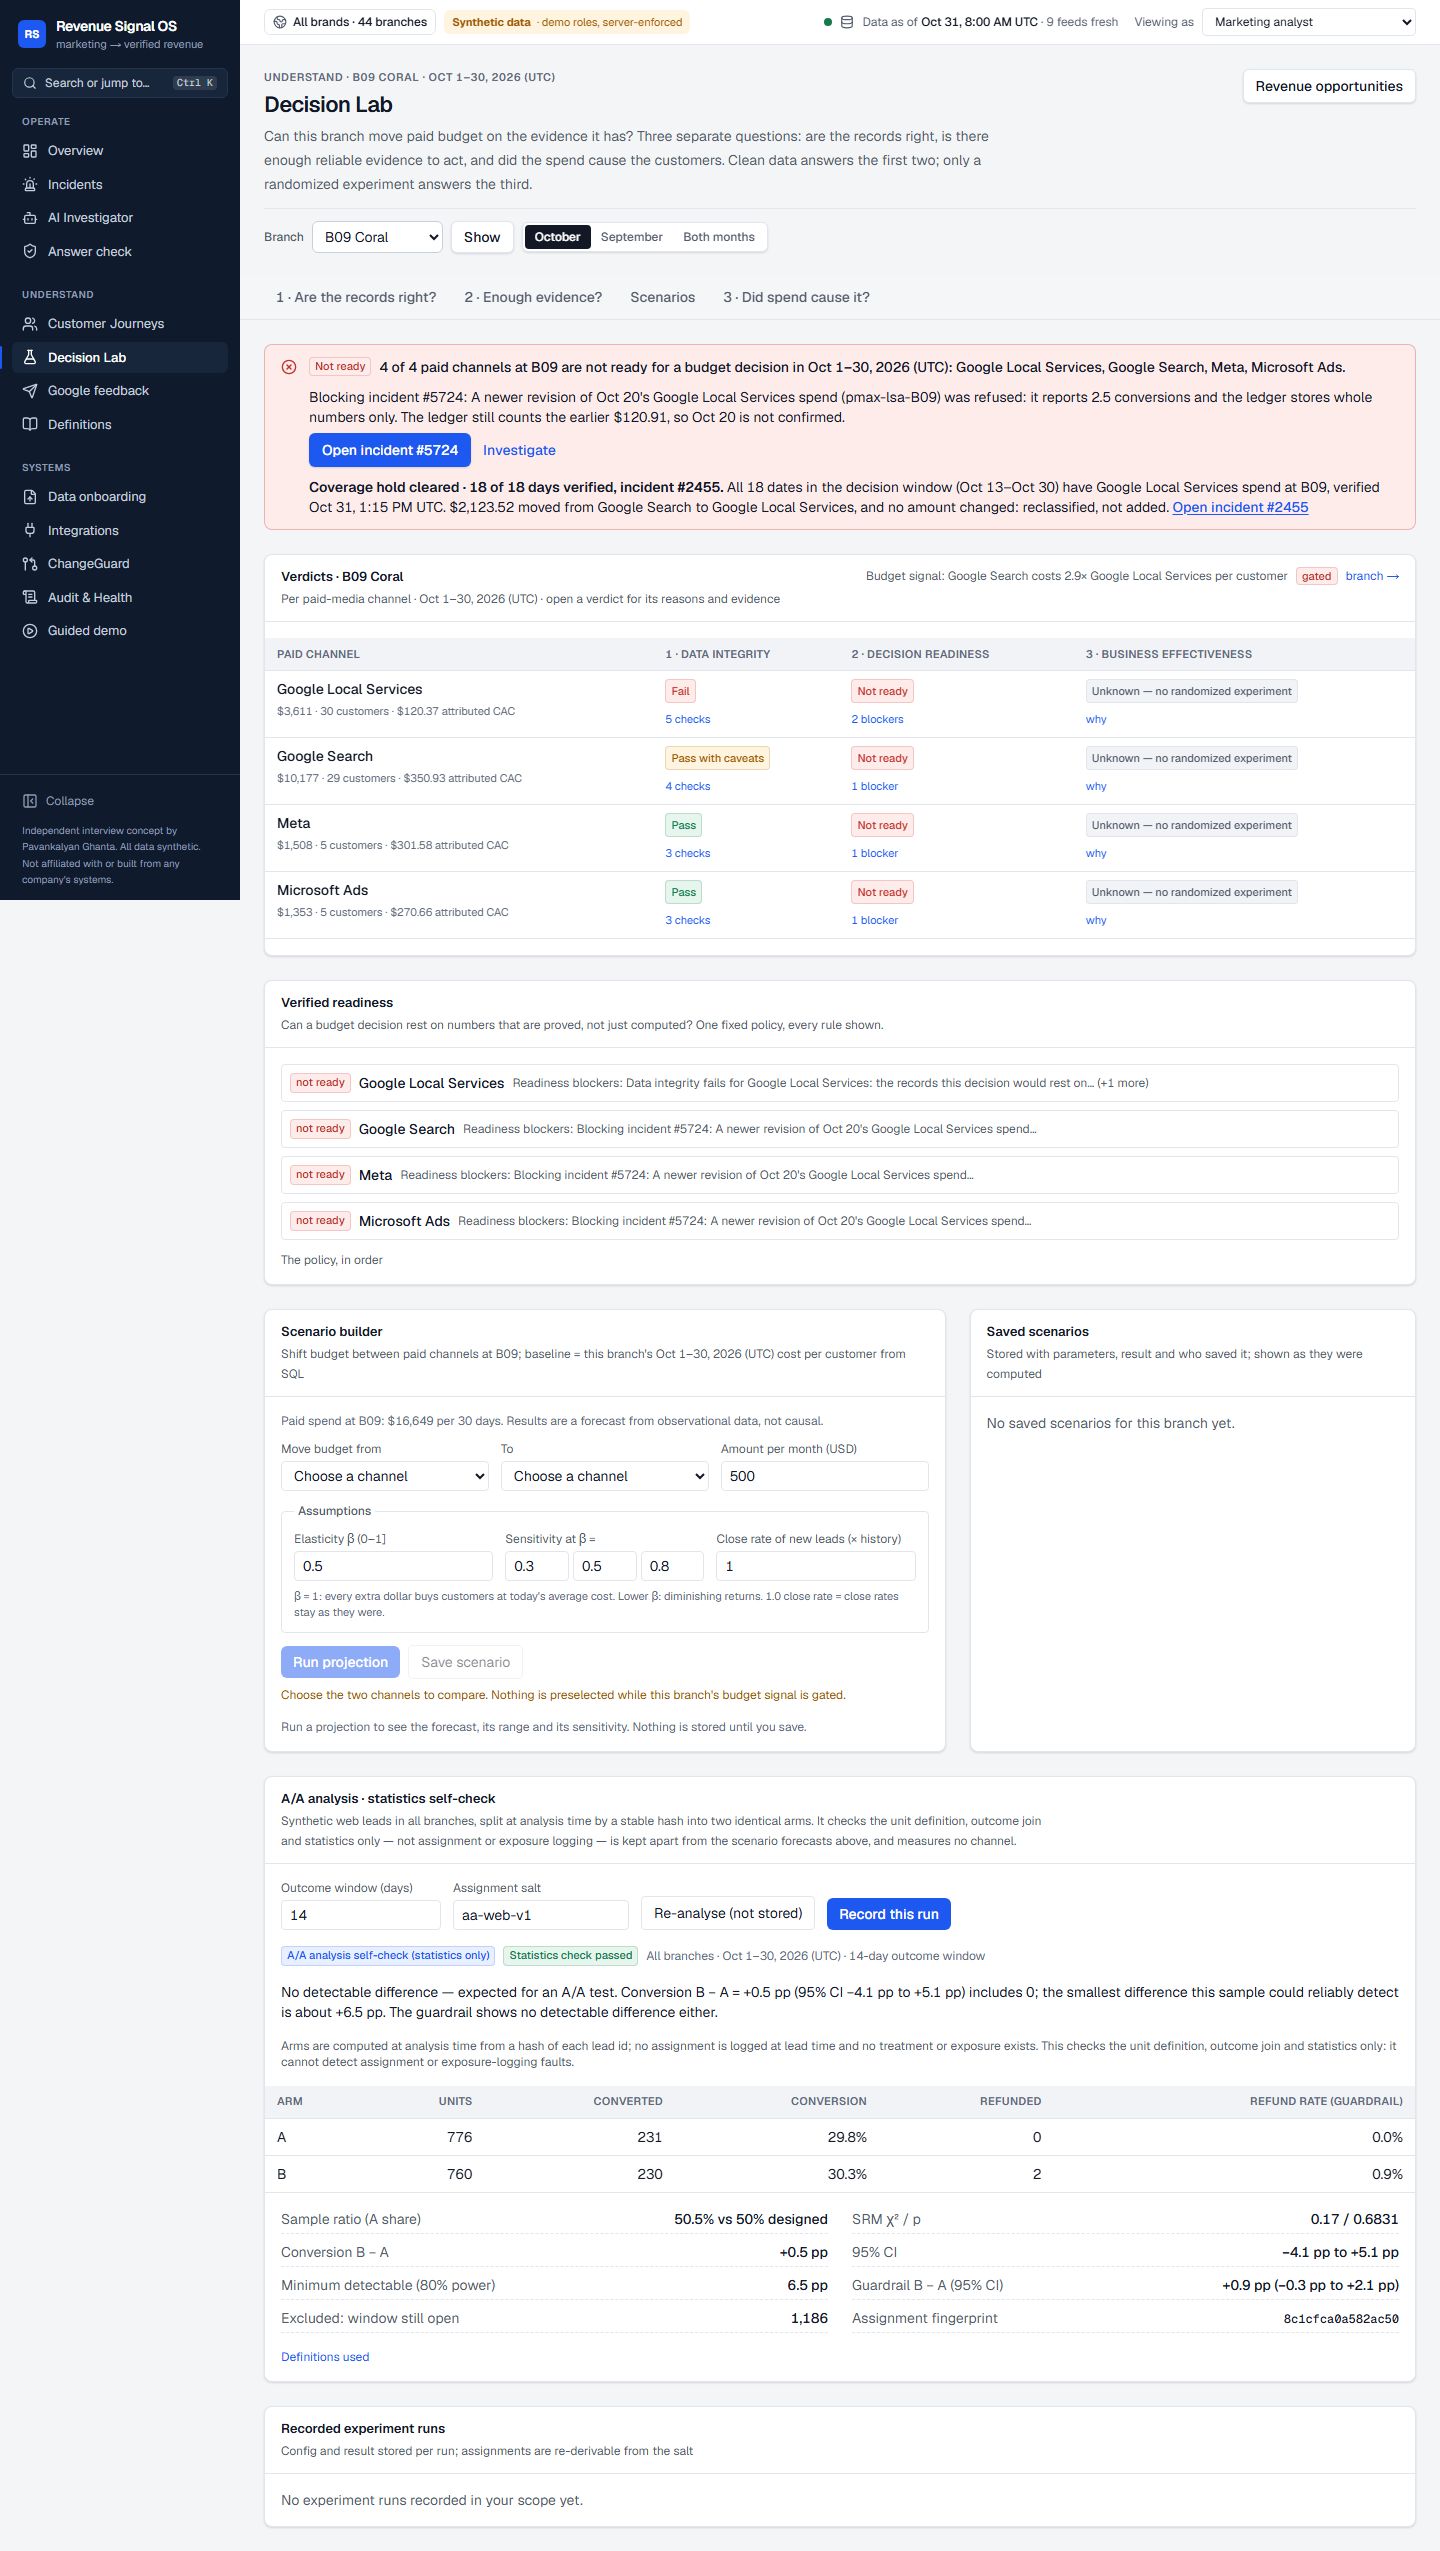 RS
Revenue Signal OS
marketing → verified revenue
Search or jump to... Ctrl K
OPERATE
Overview
Incidents
AI Investigator
Answer check
UNDERSTAND
Customer Journeys
Decision Lab
Google feedback
Definitions
SYSTEMS
Data onboarding
Integrations
ChangeGuard
Audit & Health
Guided demo
Collapse
Independent interview concept by
Pavankalyan Ghanta. All data synthetic.
Not affiliated with or built from any
company's systems.
All brands · 44 branches
Synthetic data · demo roles, server-enforced
Data as of Oct 31, 8:00 AM UTC · 9 feeds fresh
Viewing as Marketing analyst
UNDERSTAND · B09 CORAL · OCT 1–30, 2026 (UTC)
Decision Lab
Revenue opportunities
Can this branch move paid budget on the evidence it has? Three separate questions: are the records right, is there
enough reliable evidence to act, and did the spend cause the customers. Clean data answers the first two; only a
randomized experiment answers the third.
Branch B09 Coral Show October September Both months
1 · Are the records right? 2 · Enough evidence? Scenarios 3 · Did spend cause it?
Not ready 4 of 4 paid channels at B09 are not ready for a budget decision in Oct 1–30, 2026 (UTC): Google Local Services, Google Search, Meta, Microsoft Ads.
Blocking incident #5724: A newer revision of Oct 20's Google Local Services spend (pmax-lsa-B09) was refused: it reports 2.5 conversions and the ledger stores whole
numbers only. The ledger still counts the earlier $120.91, so Oct 20 is not confirmed.
Open incident #5724 Investigate
Coverage hold cleared · 18 of 18 days verified, incident #2455. All 18 dates in the decision window (Oct 13–Oct 30) have Google Local Services spend at B09, verified
Oct 31, 1:15 PM UTC. $2,123.52 moved from Google Search to Google Local Services, and no amount changed: reclassified, not added. Open incident #2455
Verdicts · B09 Coral
Budget signal: Google Search costs 2.9× Google Local Services per customer gated branch →
Per paid-media channel · Oct 1–30, 2026 (UTC) · open a verdict for its reasons and evidence
PAID CHANNEL 1 · DATA INTEGRITY 2 · DECISION READINESS 3 · BUSINESS EFFECTIVENESS
Google Local Services Fail Not ready Unknown — no randomized experiment
$3,611 · 30 customers · $120.37 attributed CAC 5 checks 2 blockers why
Google Search Pass with caveats Not ready Unknown — no randomized experiment
$10,177 · 29 customers · $350.93 attributed CAC 4 checks 1 blocker why
Meta Pass Not ready Unknown — no randomized experiment
$1,508 · 5 customers · $301.58 attributed CAC 3 checks 1 blocker why
Microsoft Ads Pass Not ready Unknown — no randomized experiment
$1,353 · 5 customers · $270.66 attributed CAC 3 checks 1 blocker why
Verified readiness
Can a budget decision rest on numbers that are proved, not just computed? One fixed policy, every rule shown.
not ready Google Local Services Readiness blockers: Data integrity fails for Google Local Services: the records this decision would rest on... (+1 more)
not ready Google Search Readiness blockers: Blocking incident #5724: A newer revision of Oct 20's Google Local Services spend...
not ready Meta Readiness blockers: Blocking incident #5724: A newer revision of Oct 20's Google Local Services spend...
not ready Microsoft Ads Readiness blockers: Blocking incident #5724: A newer revision of Oct 20's Google Local Services spend...
The policy, in order
Scenario builder
Shift budget between paid channels at B09; baseline = this branch's Oct 1–30, 2026 (UTC) cost per customer from
SQL
Paid spend at B09: $16,649 per 30 days. Results are a forecast from observational data, not causal.
Move budget from To Amount per month (USD)
Choose a channel Choose a channel 500
Assumptions
Elasticity β (0–1] Sensitivity at β = Close rate of new leads (× history)
0.5 0.3 0.5 0.8 1
β = 1: every extra dollar buys customers at today's average cost. Lower β: diminishing returns. 1.0 close rate = close rates
stay as they were.
Run projection Save scenario
Choose the two channels to compare. Nothing is preselected while this branch's budget signal is gated.
Run a projection to see the forecast, its range and its sensitivity. Nothing is stored until you save.
Saved scenarios
Stored with parameters, result and who saved it; shown as they were
computed
No saved scenarios for this branch yet.
A/A analysis · statistics self-check
Synthetic web leads in all branches, split at analysis time by a stable hash into two identical arms. It checks the unit definition, outcome join
and statistics only — not assignment or exposure logging — is kept apart from the scenario forecasts above, and measures no channel.
Outcome window (days) Assignment salt
14 aa-web-v1 Re-analyse (not stored) Record this run
A/A analysis self-check (statistics only) Statistics check passed All branches · Oct 1–30, 2026 (UTC) · 14-day outcome window
No detectable difference — expected for an A/A test. Conversion B − A = +0.5 pp (95% CI −4.1 pp to +5.1 pp) includes 0; the smallest difference this sample could reliably detect
is about +6.5 pp. The guardrail shows no detectable difference either.
Arms are computed at analysis time from a hash of each lead id; no assignment is logged at lead time and no treatment or exposure exists. This checks the unit definition, outcome join and statistics only: it
cannot detect assignment or exposure-logging faults.
ARM UNITS CONVERTED CONVERSION REFUNDED REFUND RATE (GUARDRAIL)
A 776 231 29.8% 0 0.0%
B 760 230 30.3% 2 0.9%
Sample ratio (A share) 50.5% vs 50% designed SRM χ² / p 0.17 / 0.6831
Conversion B − A +0.5 pp 95% CI −4.1 pp to +5.1 pp
Minimum detectable (80% power) 6.5 pp Guardrail B − A (95% CI) +0.9 pp (−0.3 pp to +2.1 pp)
Excluded: window still open 1,186 Assignment fingerprint 8c1cfca0a582ac50
Definitions used
Recorded experiment runs
Config and result stored per run; assignments are re-derivable from the salt
No experiment runs recorded in your scope yet.